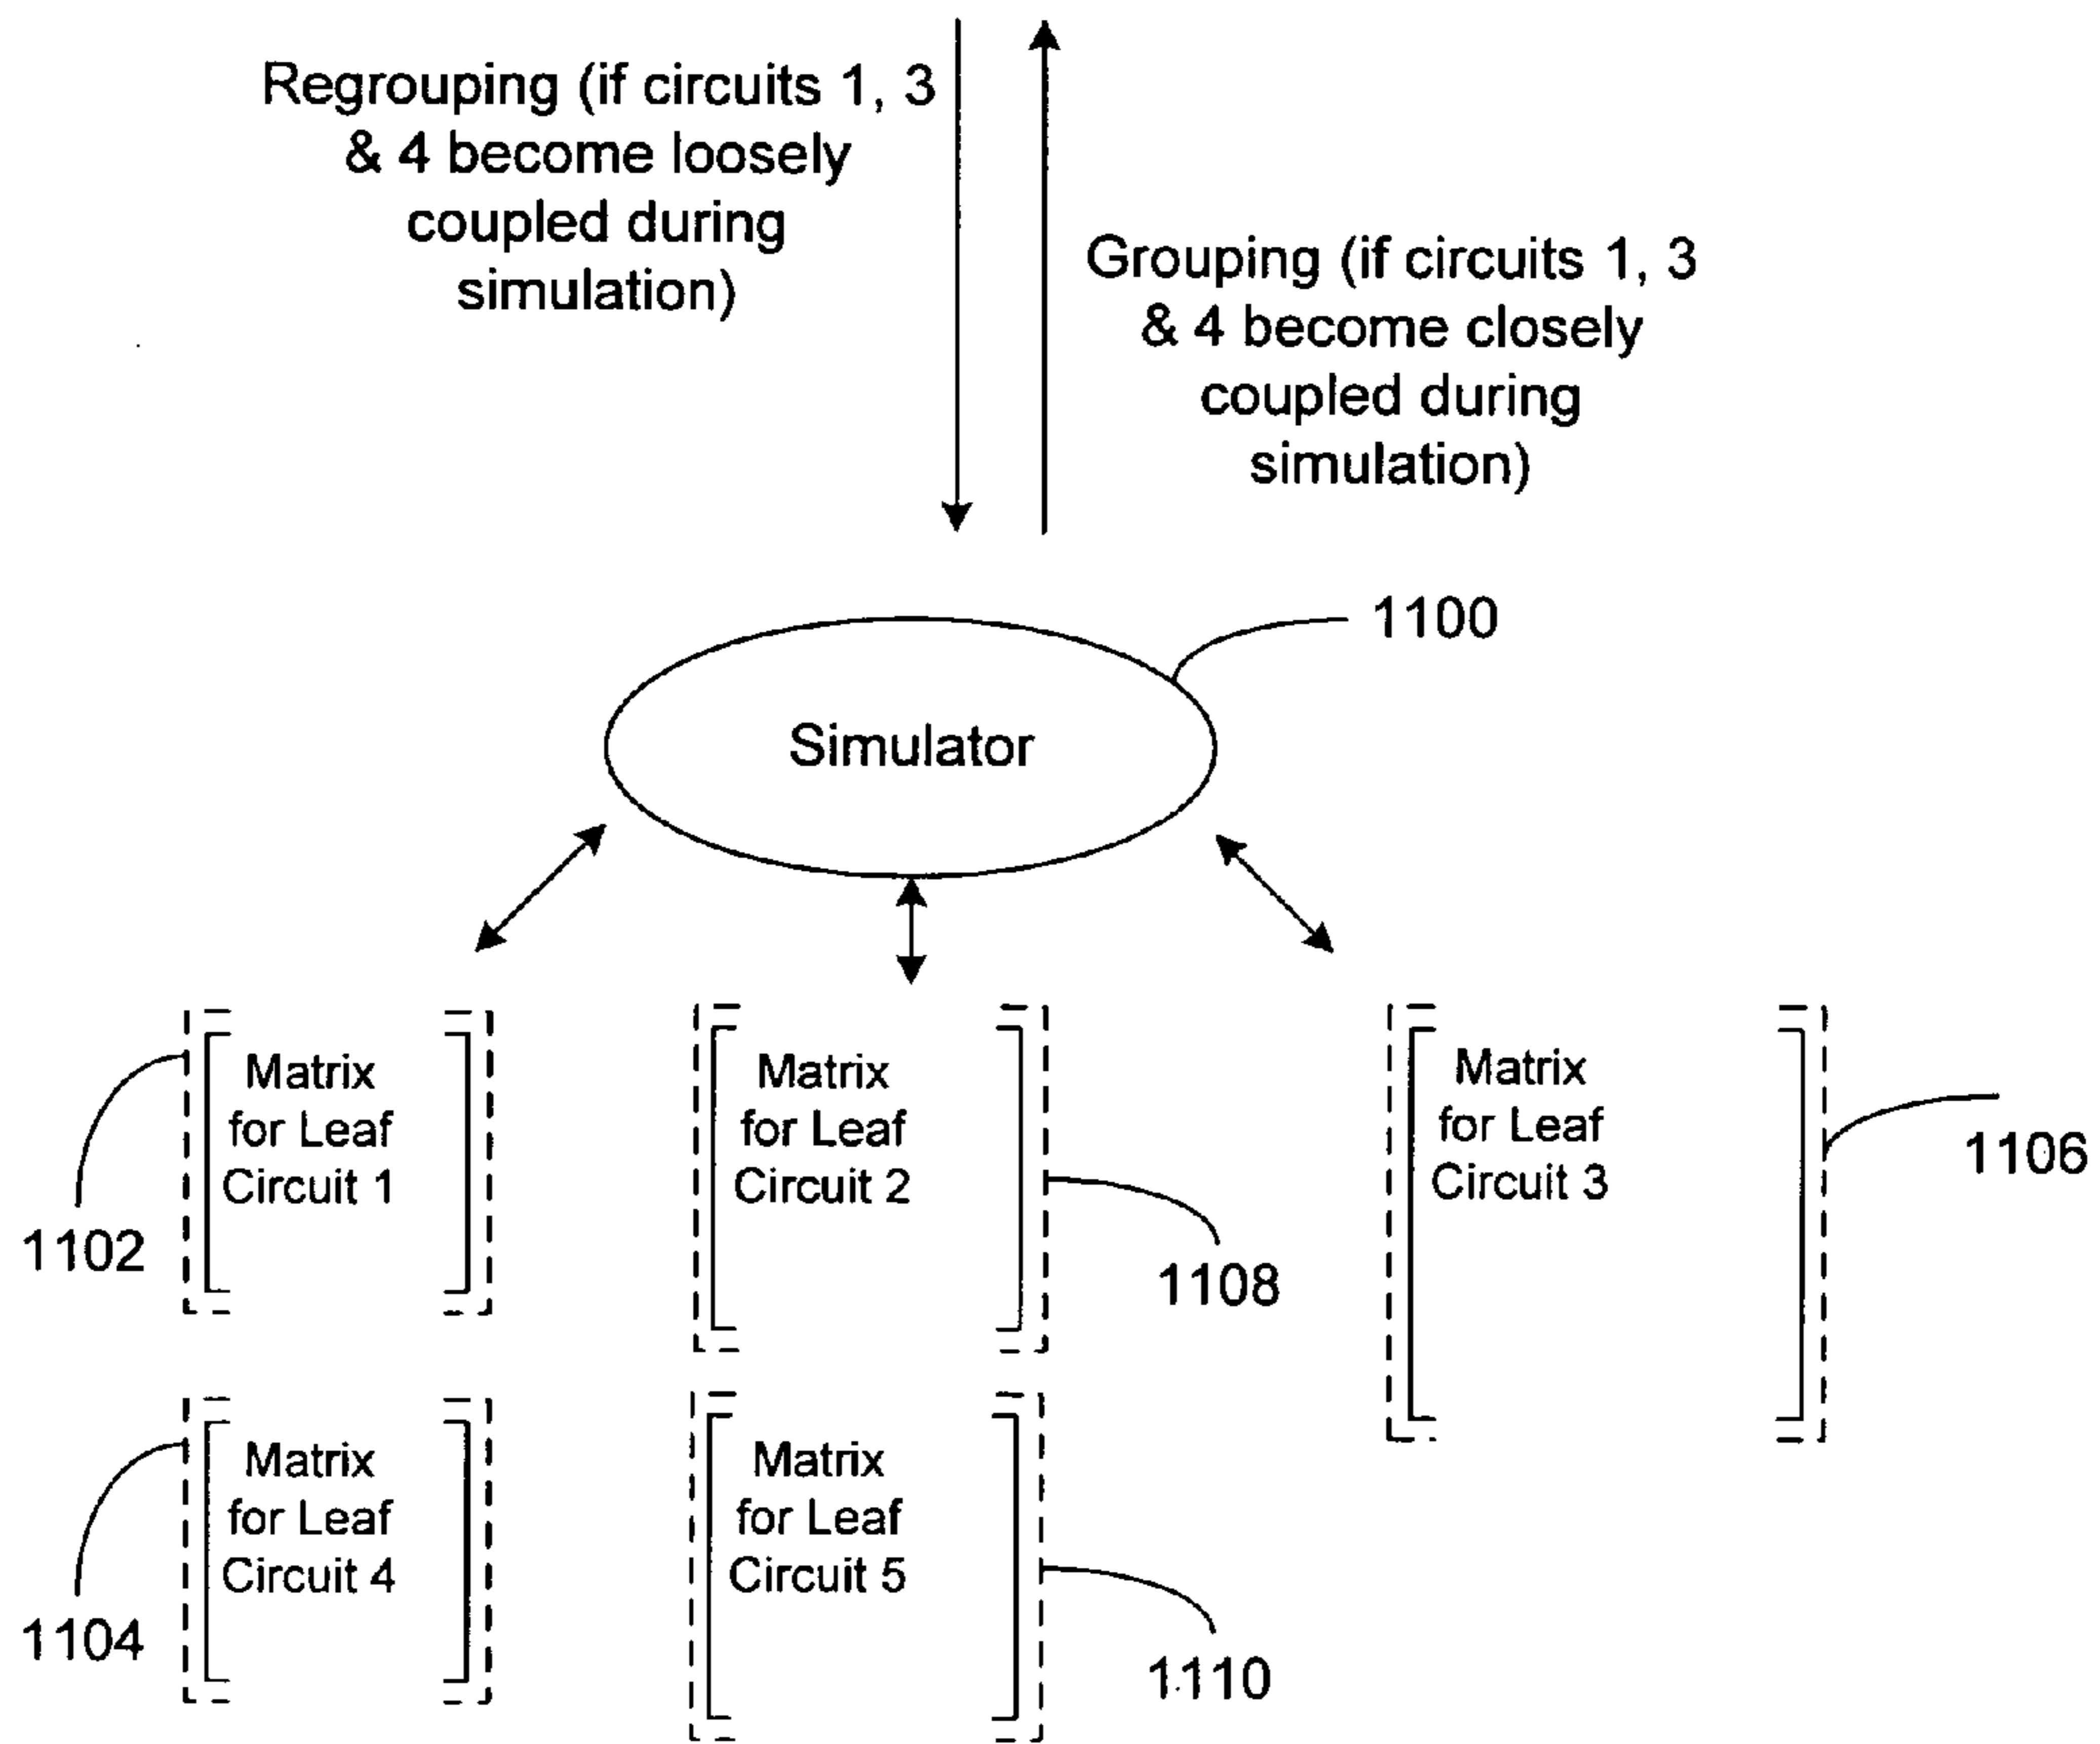 Regrouping (if circuits 1, 3
& 4 become loosely
coupled during
simulation)
Grouping (if circuits 1, 3
& 4 become closely
coupled during
simulation)
1100
Simulator
Matrix
for Leaf
Circuit 1
1102
Matrix
for Leaf
Circuit 2
1108
Matrix
for Leaf
Circuit 3
1106
Matrix
for Leaf
Circuit 4
1104
Matrix
for Leaf
Circuit 5
1110